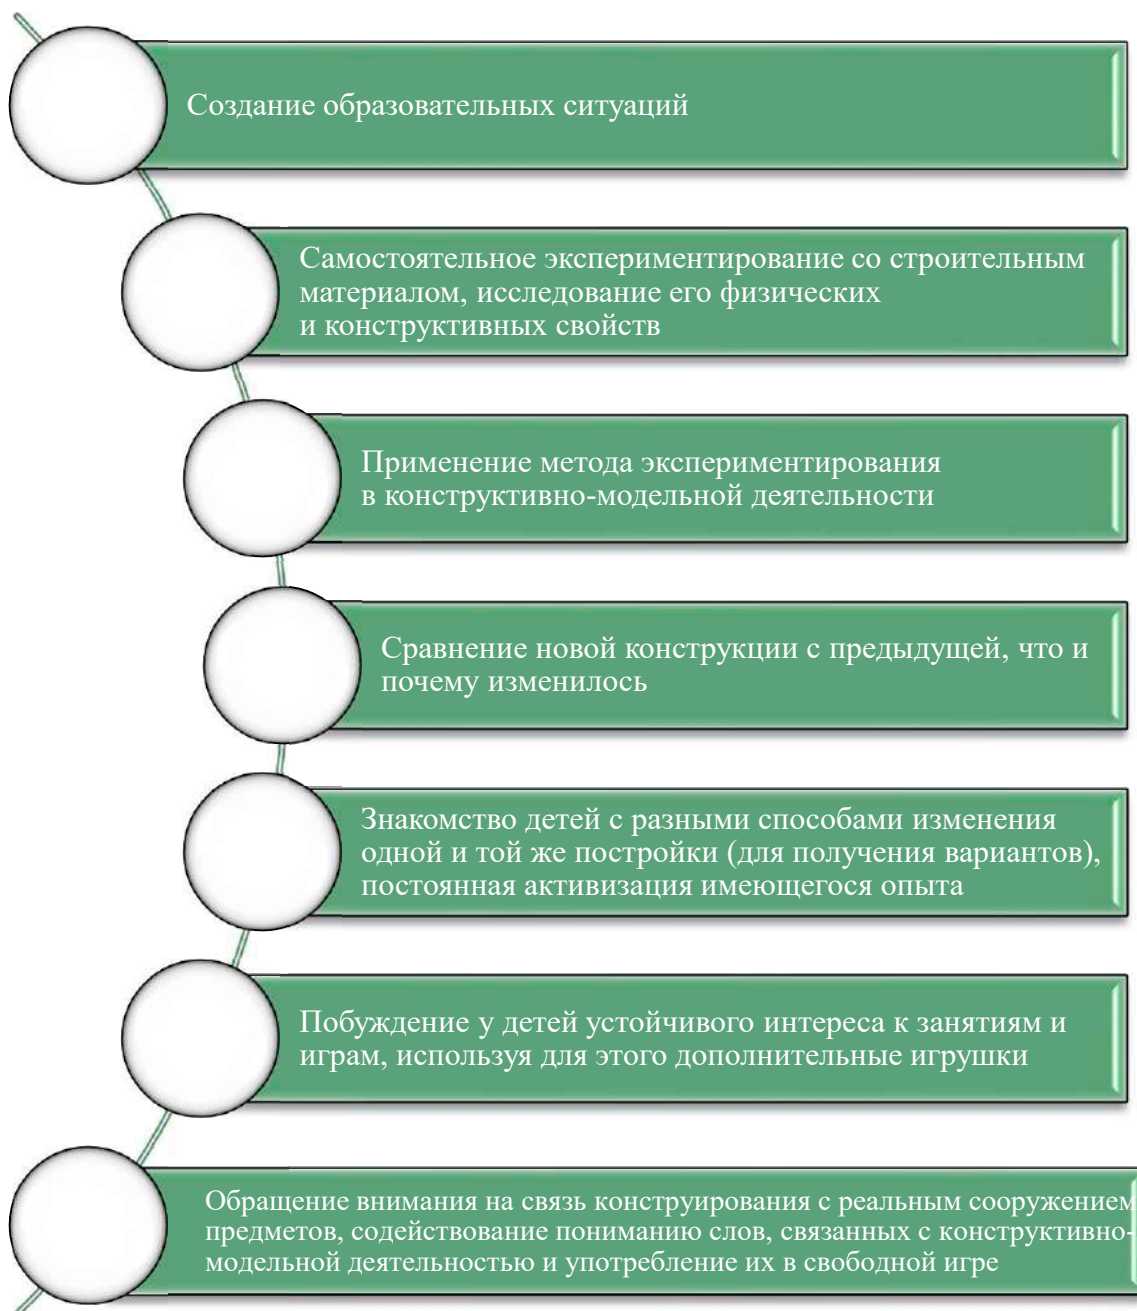 Создание образовательных ситуаций
Самостоятельное экспериментирование со строительным
материалом, исследование его физических
и конструктивных свойств
Применение метода экспериментирования
в конструктивно-модельной деятельности
Сравнение новой конструкции с предыдущей, что и
почему изменилось
Знакомство детей с разными способами изменения
одной и той же постройки (для получения вариантов),
постоянная активизация имеющегося опыта
Побуждение у детей устойчивого интереса к занятиям и
играм, используя для этого дополнительные игрушки
Обращение внимания на связь конструирования с реальным сооружением
предметов, содействование пониманию слов, связанных с конструктивно-
модельной деятельностью и употребление их в свободной игре